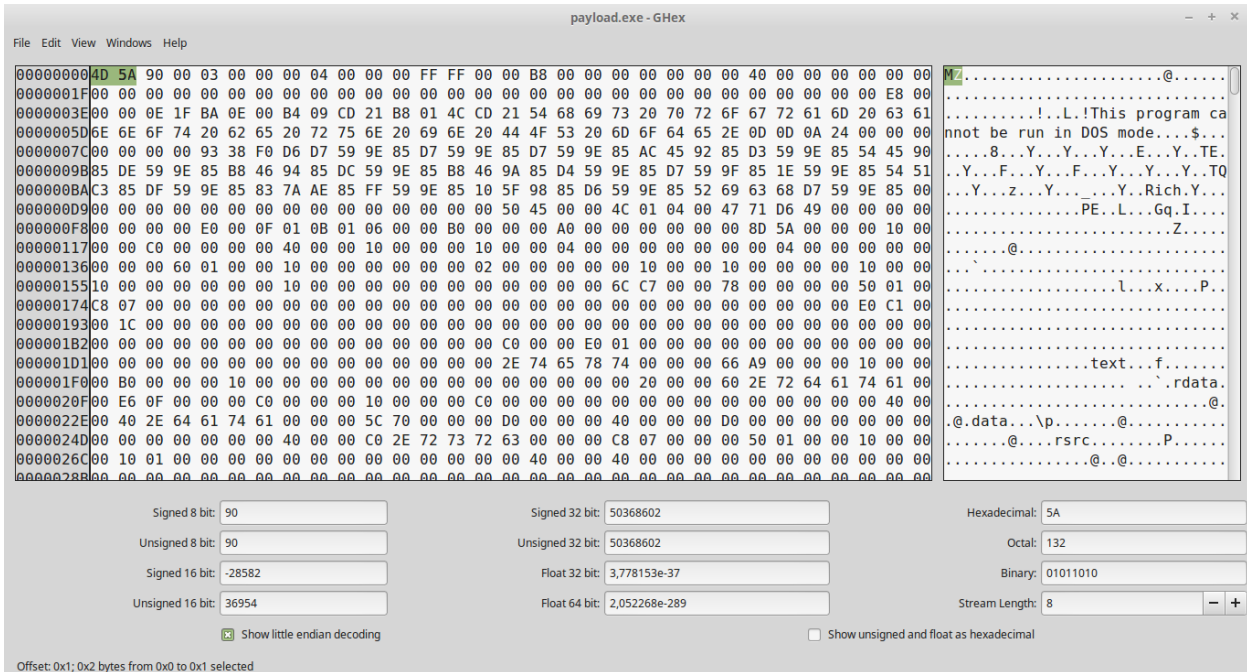 payload.exe - GHex
File Edit View Windows Help
00000000 4D 5A 90 00 03 00 00 00 04 00 00 00 FF FF 00 00 B8 00 00 00 00 00 00 00 40 00 00 00 00 00 00 MZ......................@......
0000001F 00 00 00 00 00 00 00 00 00 00 00 00 00 00 00 00 00 00 00 00 00 00 00 00 00 00 00 00 00 E8 00 ...............................
0000003E 00 00 0E 1F BA 0E 00 B4 09 CD 21 B8 01 4C CD 21 54 68 69 73 20 70 72 6F 67 72 61 6D 20 63 61 ..........!..L.!This program ca
0000005D 6E 6E 6F 74 20 62 65 20 72 75 6E 20 69 6E 20 44 4F 53 20 6D 6F 64 65 2E 0D 0D 0A 24 00 00 00 nnot be run in DOS mode....$...
0000007C 00 00 00 00 93 38 F0 D6 D7 59 9E 85 D7 59 9E 85 D7 59 9E 85 AC 45 92 85 D3 59 9E 85 54 45 90 .....8...Y...Y...Y...E...Y..TE.
0000009B 85 DE 59 9E 85 B8 46 94 85 DC 59 9E 85 B8 46 9A 85 D4 59 9E 85 D7 59 9F 85 1E 59 9E 85 54 51 ..Y...F...Y...F...Y...Y...Y..TQ
000000BA C3 85 DF 59 9E 85 83 7A AE 85 FF 59 9E 85 10 5F 98 85 D6 59 9E 85 52 69 63 68 D7 59 9E 85 00 ...Y...z...Y..._...Y..Rich.Y...
000000D9 00 00 00 00 00 00 00 00 00 00 00 00 00 00 00 50 45 00 00 4C 01 04 00 47 71 D6 49 00 00 00 00 ...............PE..L...Gq.I....
000000F8 00 00 00 00 E0 00 0F 01 0B 01 06 00 00 B0 00 00 00 A0 00 00 00 00 00 00 8D 5A 00 00 00 10 00 .........................Z.....
00000117 00 00 C0 00 00 00 00 40 00 00 10 00 00 00 10 00 00 04 00 00 00 00 00 00 00 04 00 00 00 00 00 .......@.......................
00000136 00 00 00 60 01 00 00 10 00 00 00 00 00 00 02 00 00 00 00 00 10 00 00 10 00 00 00 00 10 00 00 ...`...........................
00000155 10 00 00 00 00 00 00 10 00 00 00 00 00 00 00 00 00 00 00 6C C7 00 00 78 00 00 00 00 50 01 00 ...................l...x....P..
00000174 C8 07 00 00 00 00 00 00 00 00 00 00 00 00 00 00 00 00 00 00 00 00 00 00 00 00 00 00 E0 C1 00 ...............................
00000193 00 1C 00 00 00 00 00 00 00 00 00 00 00 00 00 00 00 00 00 00 00 00 00 00 00 00 00 00 00 00 00 ...............................
000001B2 00 00 00 00 00 00 00 00 00 00 00 00 00 00 00 C0 00 00 E0 01 00 00 00 00 00 00 00 00 00 00 00 ...............................
000001D1 00 00 00 00 00 00 00 00 00 00 00 00 00 00 00 2E 74 65 78 74 00 00 00 66 A9 00 00 00 10 00 00 ................text...f.......
000001F0 00 B0 00 00 00 10 00 00 00 00 00 00 00 00 00 00 00 00 00 00 20 00 00 60 2E 72 64 61 74 61 00 .................... ..`.rdata.
0000020F 00 E6 0F 00 00 00 C0 00 00 00 10 00 00 00 C0 00 00 00 00 00 00 00 00 00 00 00 00 00 00 40 00 .............................@.
0000022E 00 40 2E 64 61 74 61 00 00 00 5C 70 00 00 00 D0 00 00 00 40 00 00 00 D0 00 00 00 00 00 00 00 .@.data...\p.......@...........
0000024D 00 00 00 00 00 00 00 40 00 00 C0 2E 72 73 72 63 00 00 00 C8 07 00 00 00 50 01 00 00 10 00 00 .......@....rsrc........P......
0000026C 00 10 01 00 00 00 00 00 00 00 00 00 00 00 00 00 40 00 00 40 00 00 00 00 00 00 00 00 00 00 00 ................@..@...........
Signed 8 bit: 90 Signed 32 bit: 50368602 Hexadecimal: 5A
Unsigned 8 bit: 90 Unsigned 32 bit: 50368602 Octal: 132
Signed 16 bit: -28582 Float 32 bit: 3,778153e-37 Binary: 01011010
Unsigned 16 bit: 36954 Float 64 bit: 2,052268e-289 Stream Length: 8
Show little endian decoding Show unsigned and float as hexadecimal
Offset: 0x1; 0x2 bytes from 0x0 to 0x1 selected